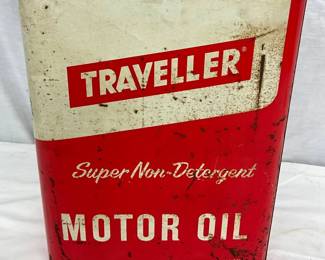 TRAVELLER®
Super Non-Detergent
MOTOR OIL